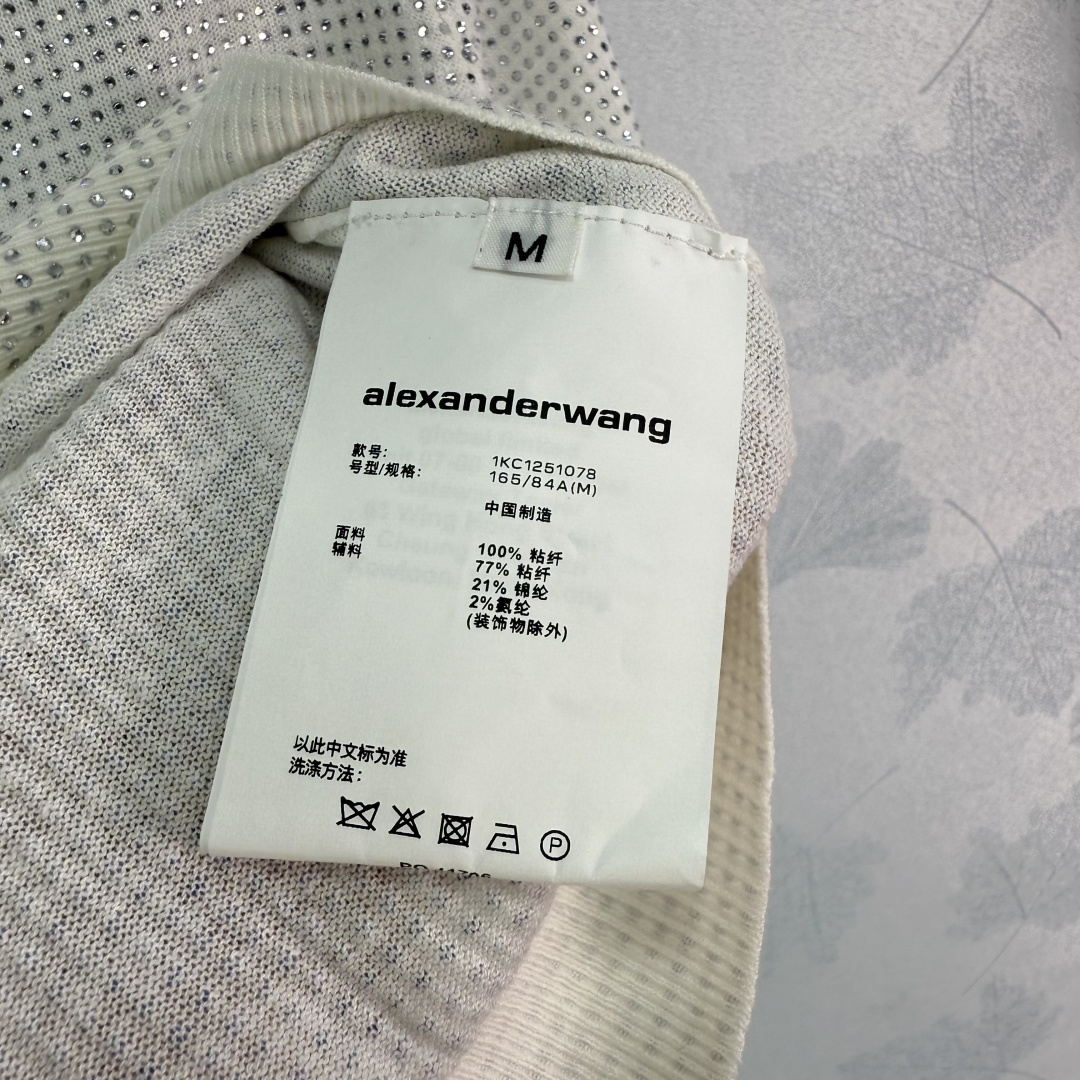 M
alexanderwang
款号: 1KC1251078
号型/规格: 165/84A(M)
中国制造
面料 100% 粘纤
辅料 77% 粘纤
21% 锦纶
2%氨纶
(装饰物除外)
以此中文标为准
洗涤方法:
P